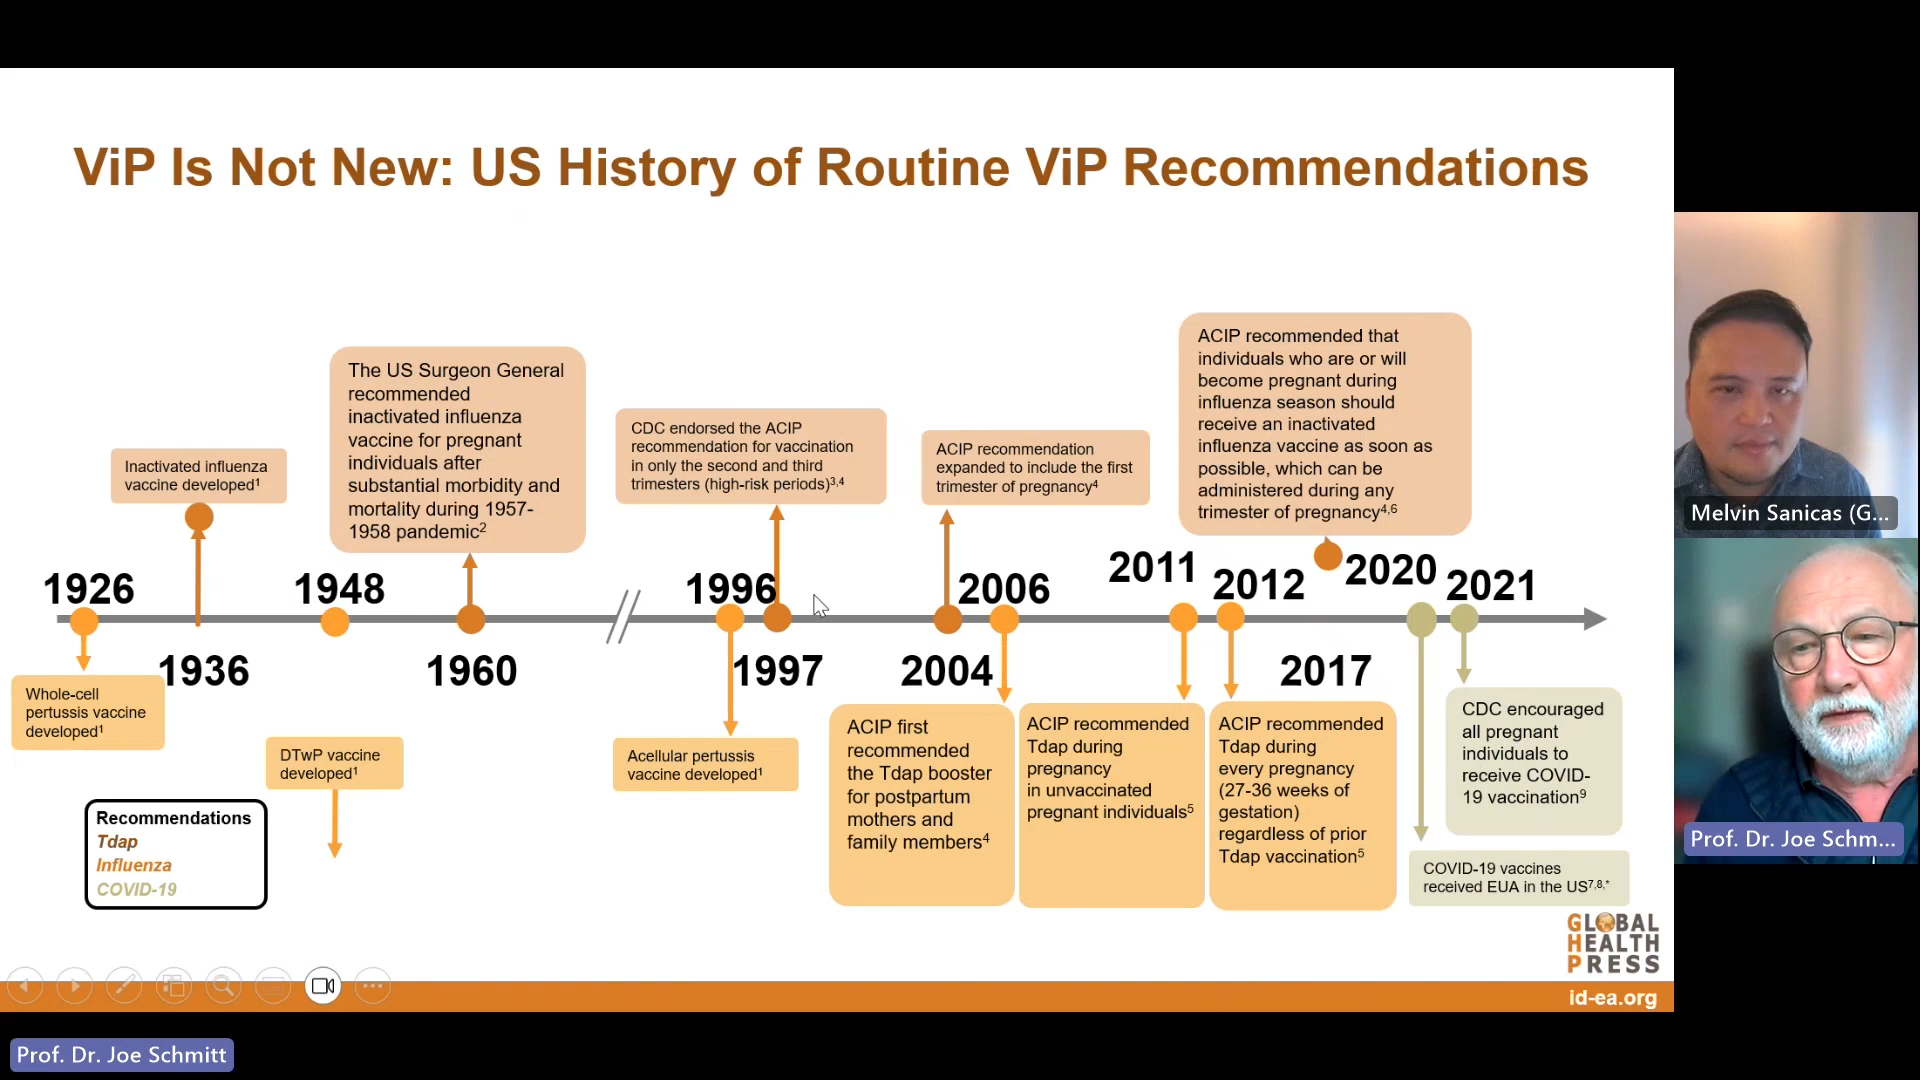 ViP Is Not New: US History of Routine ViP Recommendations
Inactivated influenza
vaccine developed1
The US Surgeon General
recommended
inactivated influenza
vaccine for pregnant
individuals after
substantial morbidity and
mortality during 1957-
1958 pandemic2
CDC endorsed the ACIP
recommendation for vaccination
in only the second and third
trimesters (high-risk periods)3,4
ACIP recommendation
expanded to include the first
trimester of pregnancy4
ACIP recommended that
individuals who are or will
become pregnant during
influenza season should
receive an inactivated
influenza vaccine as soon as
possible, which can be
administered during any
trimester of pregnancy4,6
1926
1948
1996
2006
2011
2012
2020
2021
1936
1960
1997
2004
2017
Whole-cell
pertussis vaccine
developed1
DTwP vaccine
developed1
Acellular pertussis
vaccine developed1
ACIP first
recommended
the Tdap booster
for postpartum
mothers and
family members4
ACIP recommended
Tdap during
pregnancy
in unvaccinated
pregnant individuals5
ACIP recommended
Tdap during
every pregnancy
(27-36 weeks of
gestation)
regardless of prior
Tdap vaccination5
CDC encouraged
all pregnant
individuals to
receive COVID-
19 vaccination9
COVID-19 vaccines
received EUA in the US7,8,*
Recommendations
Tdap
Influenza
COVID-19
GLOBAL
HEALTH
PRESS
id-ea.org
Melvin Sanicas (G...
Prof. Dr. Joe Schm...
Prof. Dr. Joe Schmitt